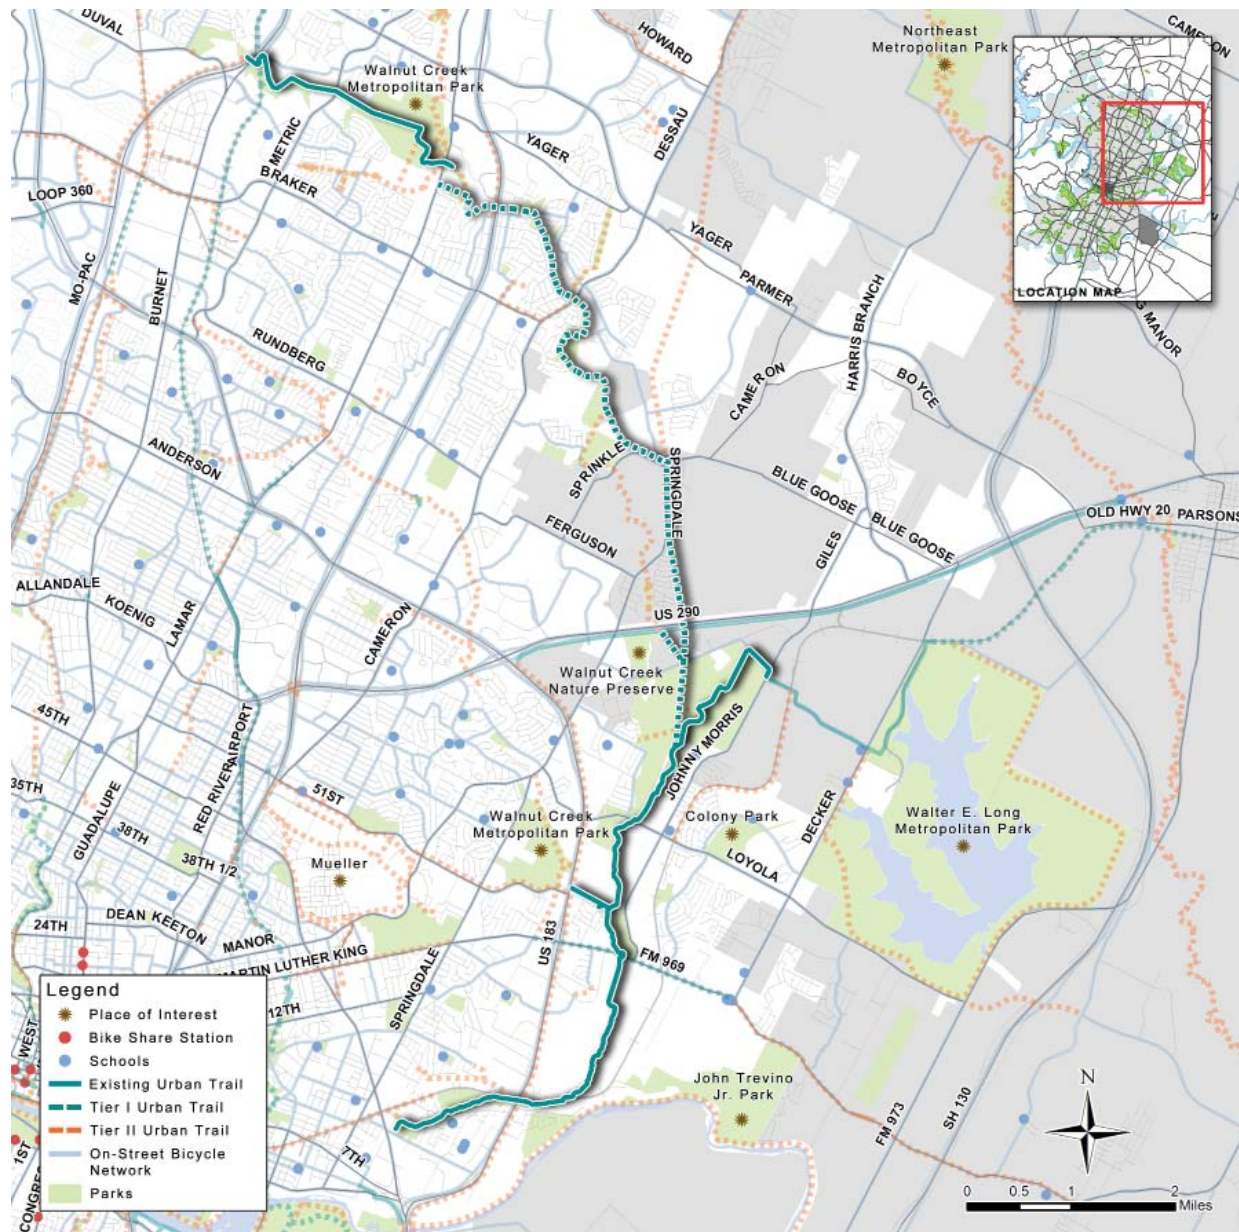 DUVAL
HOWARD
Northeast
Metropolitan Park
CAMERON
Walnut Creek
Metropolitan Park
METRIC
YAGER
DESSAU
BRAKER
LOOP 360
LOCATION MAP
MANOR
YAGER
PARMER
MO-PAC
BURNET
HARRIS BRANCH
RUNDBERG
CAMERON
BOYCE
ANDERSON
SPRINKLE
SPRINGDALE
BLUE GOOSE
BLUE GOOSE
OLD HWY 20
PARSONS
FERGUSON
GILES
ALLANDALE
KOENIG
LAMAR
CAMERON
US 290
Walnut Creek
Nature Preserve
45TH
AIRPORT
RED RIVER
JOHNNY MORRIS
35TH
GUADALUPE
51ST
38TH
38TH 1/2
Walnut Creek
Metropolitan Park
Colony Park
DECKER
Walter E. Long
Metropolitan Park
Mueller
LOYOLA
24TH
DEAN KEETON
MANOR
MARTIN LUTHER KING
US 183
FM 969
SPRINGDALE
12TH
Legend
Place of Interest
Bike Share Station
Schools
Existing Urban Trail
Tier I Urban Trail
Tier II Urban Trail
On-Street Bicycle
Network
Parks
WEST
1ST
7TH
John Trevino
Jr. Park
FM 973
SH 130
N
0 0.5 1 2
Miles